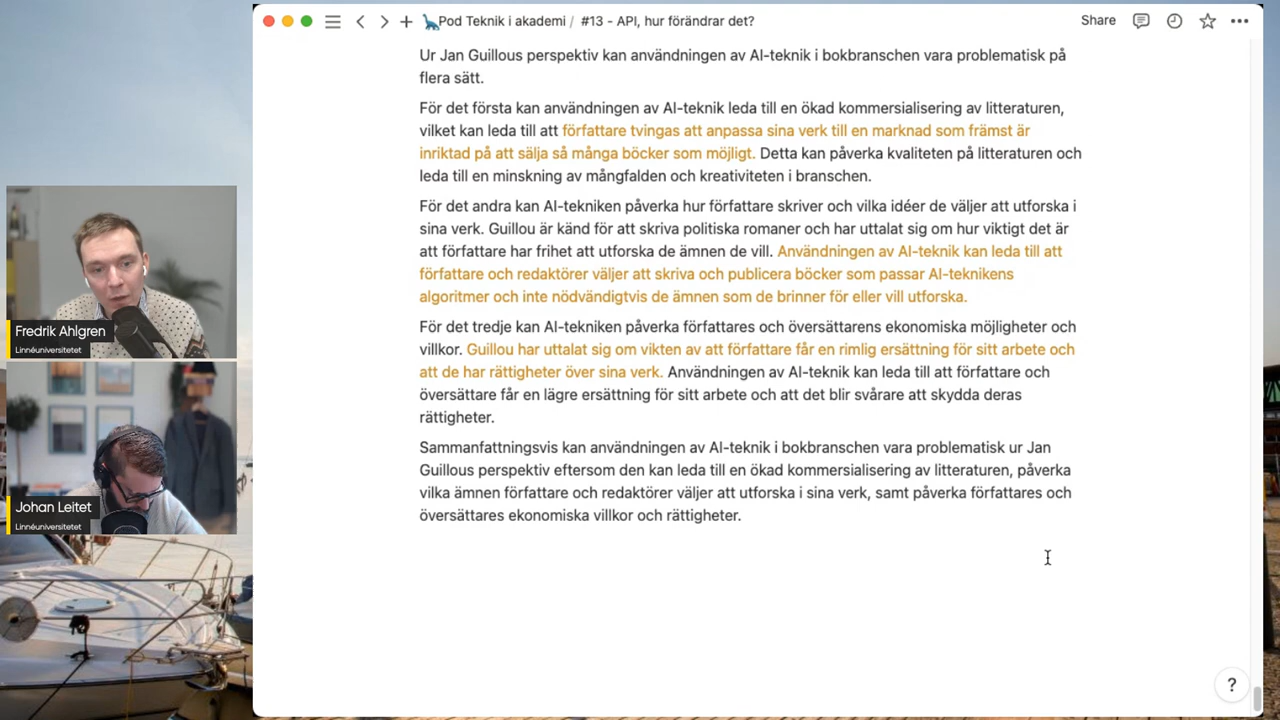 Pod Teknik i akademi / #13 - API, hur förändrar det?
Share
Ur Jan Guillous perspektiv kan användningen av AI-teknik i bokbranschen vara problematisk på
flera sätt.
För det första kan användningen av AI-teknik leda till en ökad kommersialisering av litteraturen,
vilket kan leda till att författare tvingas att anpassa sina verk till en marknad som främst är
inriktad på att sälja så många böcker som möjligt. Detta kan påverka kvaliteten på litteraturen och
leda till en minskning av mångfalden och kreativiteten i branschen.
För det andra kan AI-tekniken påverka hur författare skriver och vilka idéer de väljer att utforska i
sina verk. Guillou är känd för att skriva politiska romaner och har uttalat sig om hur viktigt det är
att författare har frihet att utforska de ämnen de vill. Användningen av AI-teknik kan leda till att
författare och redaktörer väljer att skriva och publicera böcker som passar AI-teknikens
algoritmer och inte nödvändigtvis de ämnen som de brinner för eller vill utforska.
För det tredje kan AI-tekniken påverka författares och översättarens ekonomiska möjligheter och
villkor. Guillou har uttalat sig om vikten av att författare får en rimlig ersättning för sitt arbete och
att de har rättigheter över sina verk. Användningen av AI-teknik kan leda till att författare och
översättare får en lägre ersättning för sitt arbete och att det blir svårare att skydda deras
rättigheter.
Sammanfattningsvis kan användningen av AI-teknik i bokbranschen vara problematisk ur Jan
Guillous perspektiv eftersom den kan leda till en ökad kommersialisering av litteraturen, påverka
vilka ämnen författare och redaktörer väljer att utforska i sina verk, samt påverka författares och
översättares ekonomiska villkor och rättigheter.
?
Fredrik Ahlgren
Linnéuniversitetet
Johan Leitet
Linnéuniversitetet